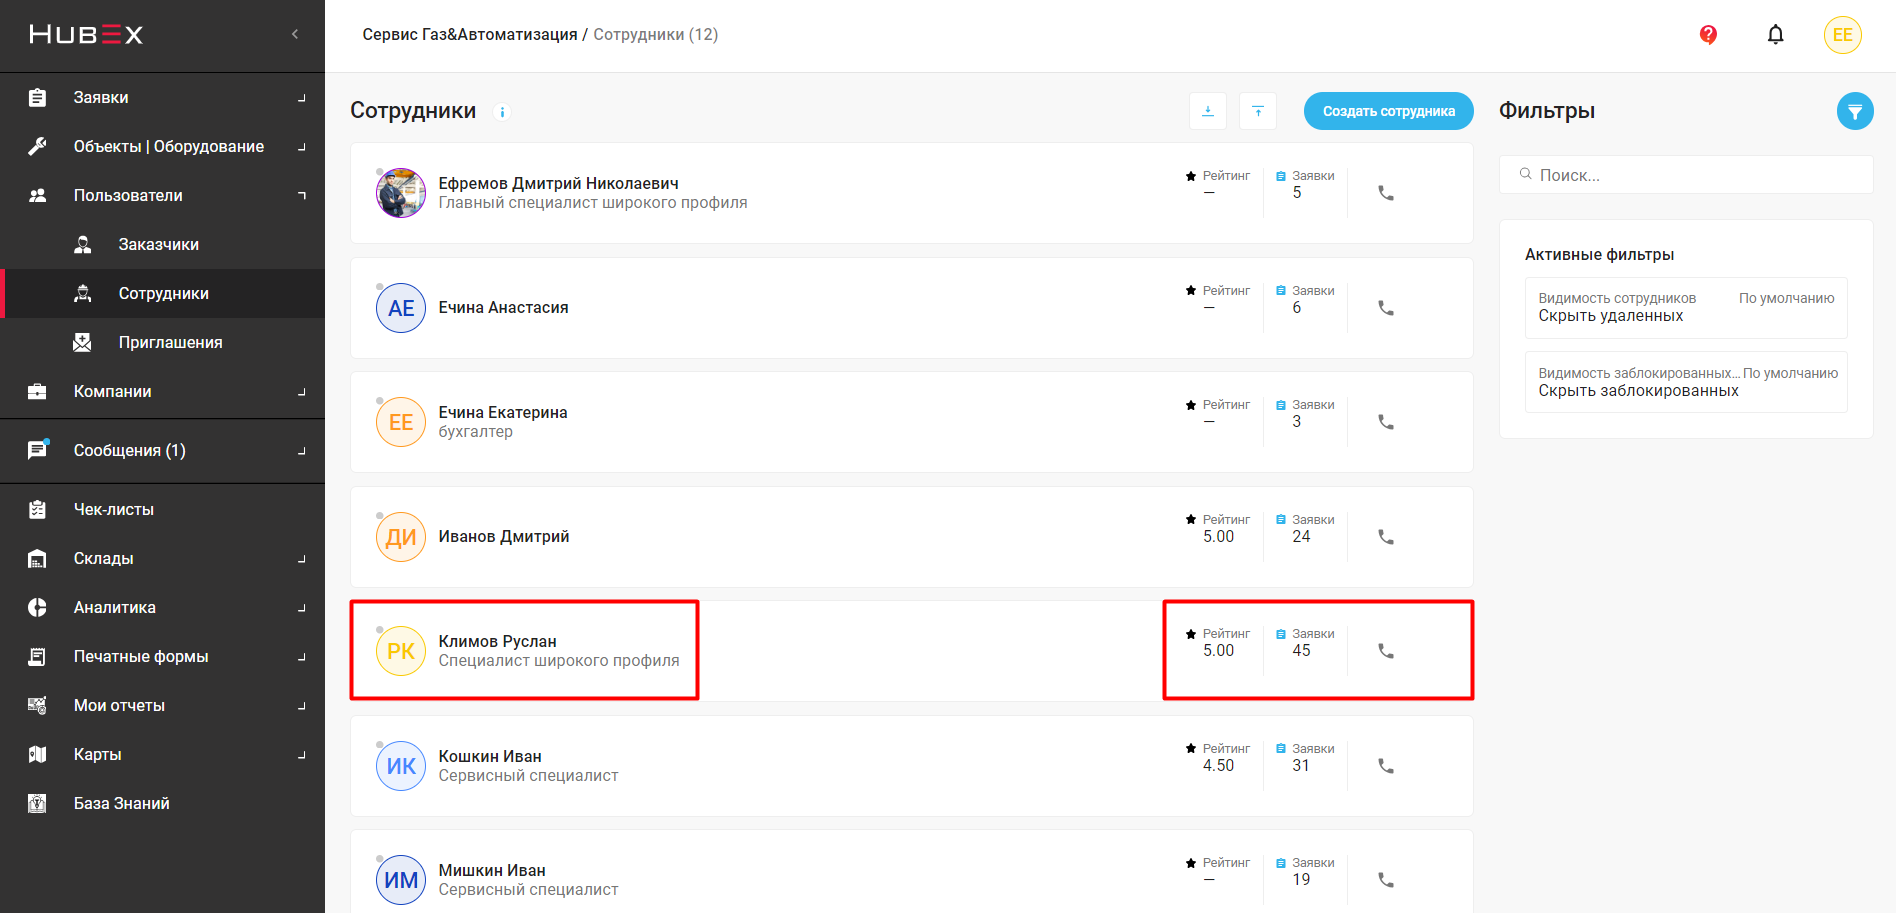 HUBEX
Заявки
Объекты | Оборудование
Пользователи
Заказчики
Сотрудники
Приглашения
Компании
Сообщения (1)
Чек-листы
Склады
Аналитика
Печатные формы
Мои отчеты
Карты
База Знаний
Сервис Газ&Автоматизация / Сотрудники (12)
EE
Сотрудники
Создать сотрудника
Ефремов Дмитрий Николаевич
Главный специалист широкого профиля
Рейтинг
—
Заявки
5
АЕ
Ечина Анастасия
Рейтинг
—
Заявки
6
ЕЕ
Ечина Екатерина
бухгалтер
Рейтинг
—
Заявки
3
ДИ
Иванов Дмитрий
Рейтинг
5.00
Заявки
24
РК
Климов Руслан
Специалист широкого профиля
Рейтинг
5.00
Заявки
45
ИК
Кошкин Иван
Сервисный специалист
Рейтинг
4.50
Заявки
31
ИМ
Мишкин Иван
Сервисный специалист
Рейтинг
—
Заявки
19
Фильтры
Поиск...
Активные фильтры
Видимость сотрудников По умолчанию
Скрыть удаленных
Видимость заблокированных... По умолчанию
Скрыть заблокированных